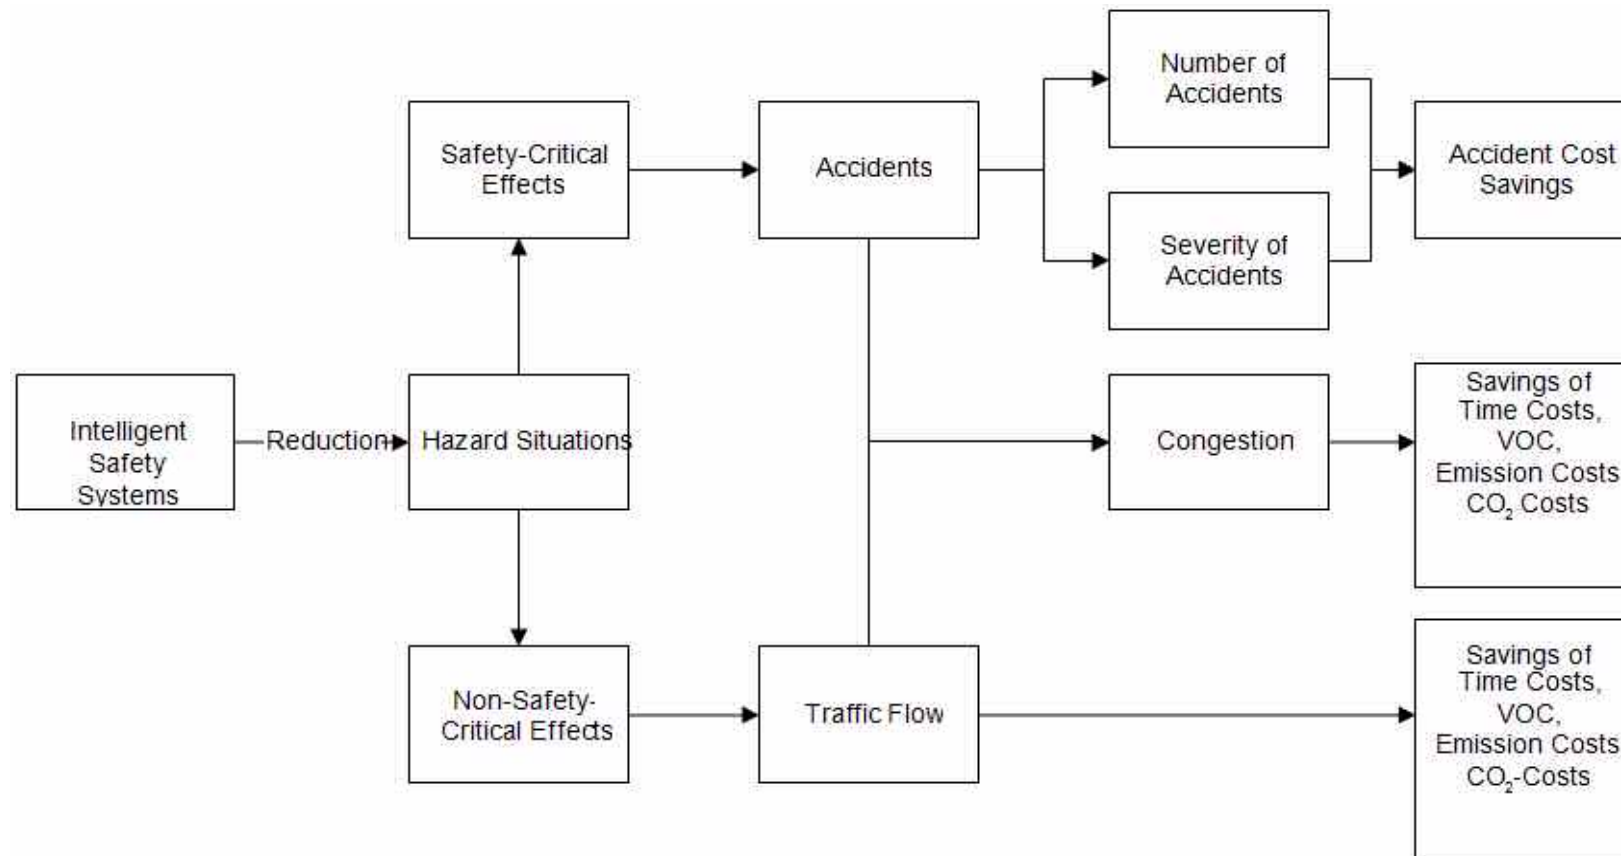 Number of
Accidents
Safety-Critical
Effects
Accidents
Accident Cost
Savings
Severity of
Accidents
Intelligent
Safety
Systems
Reduction
Hazard Situations
Congestion
Savings of
Time Costs,
VOC,
Emission Costs
CO₂ Costs
Non-Safety-
Critical Effects
Traffic Flow
Savings of
Time Costs,
VOC,
Emission Costs
CO₂-Costs